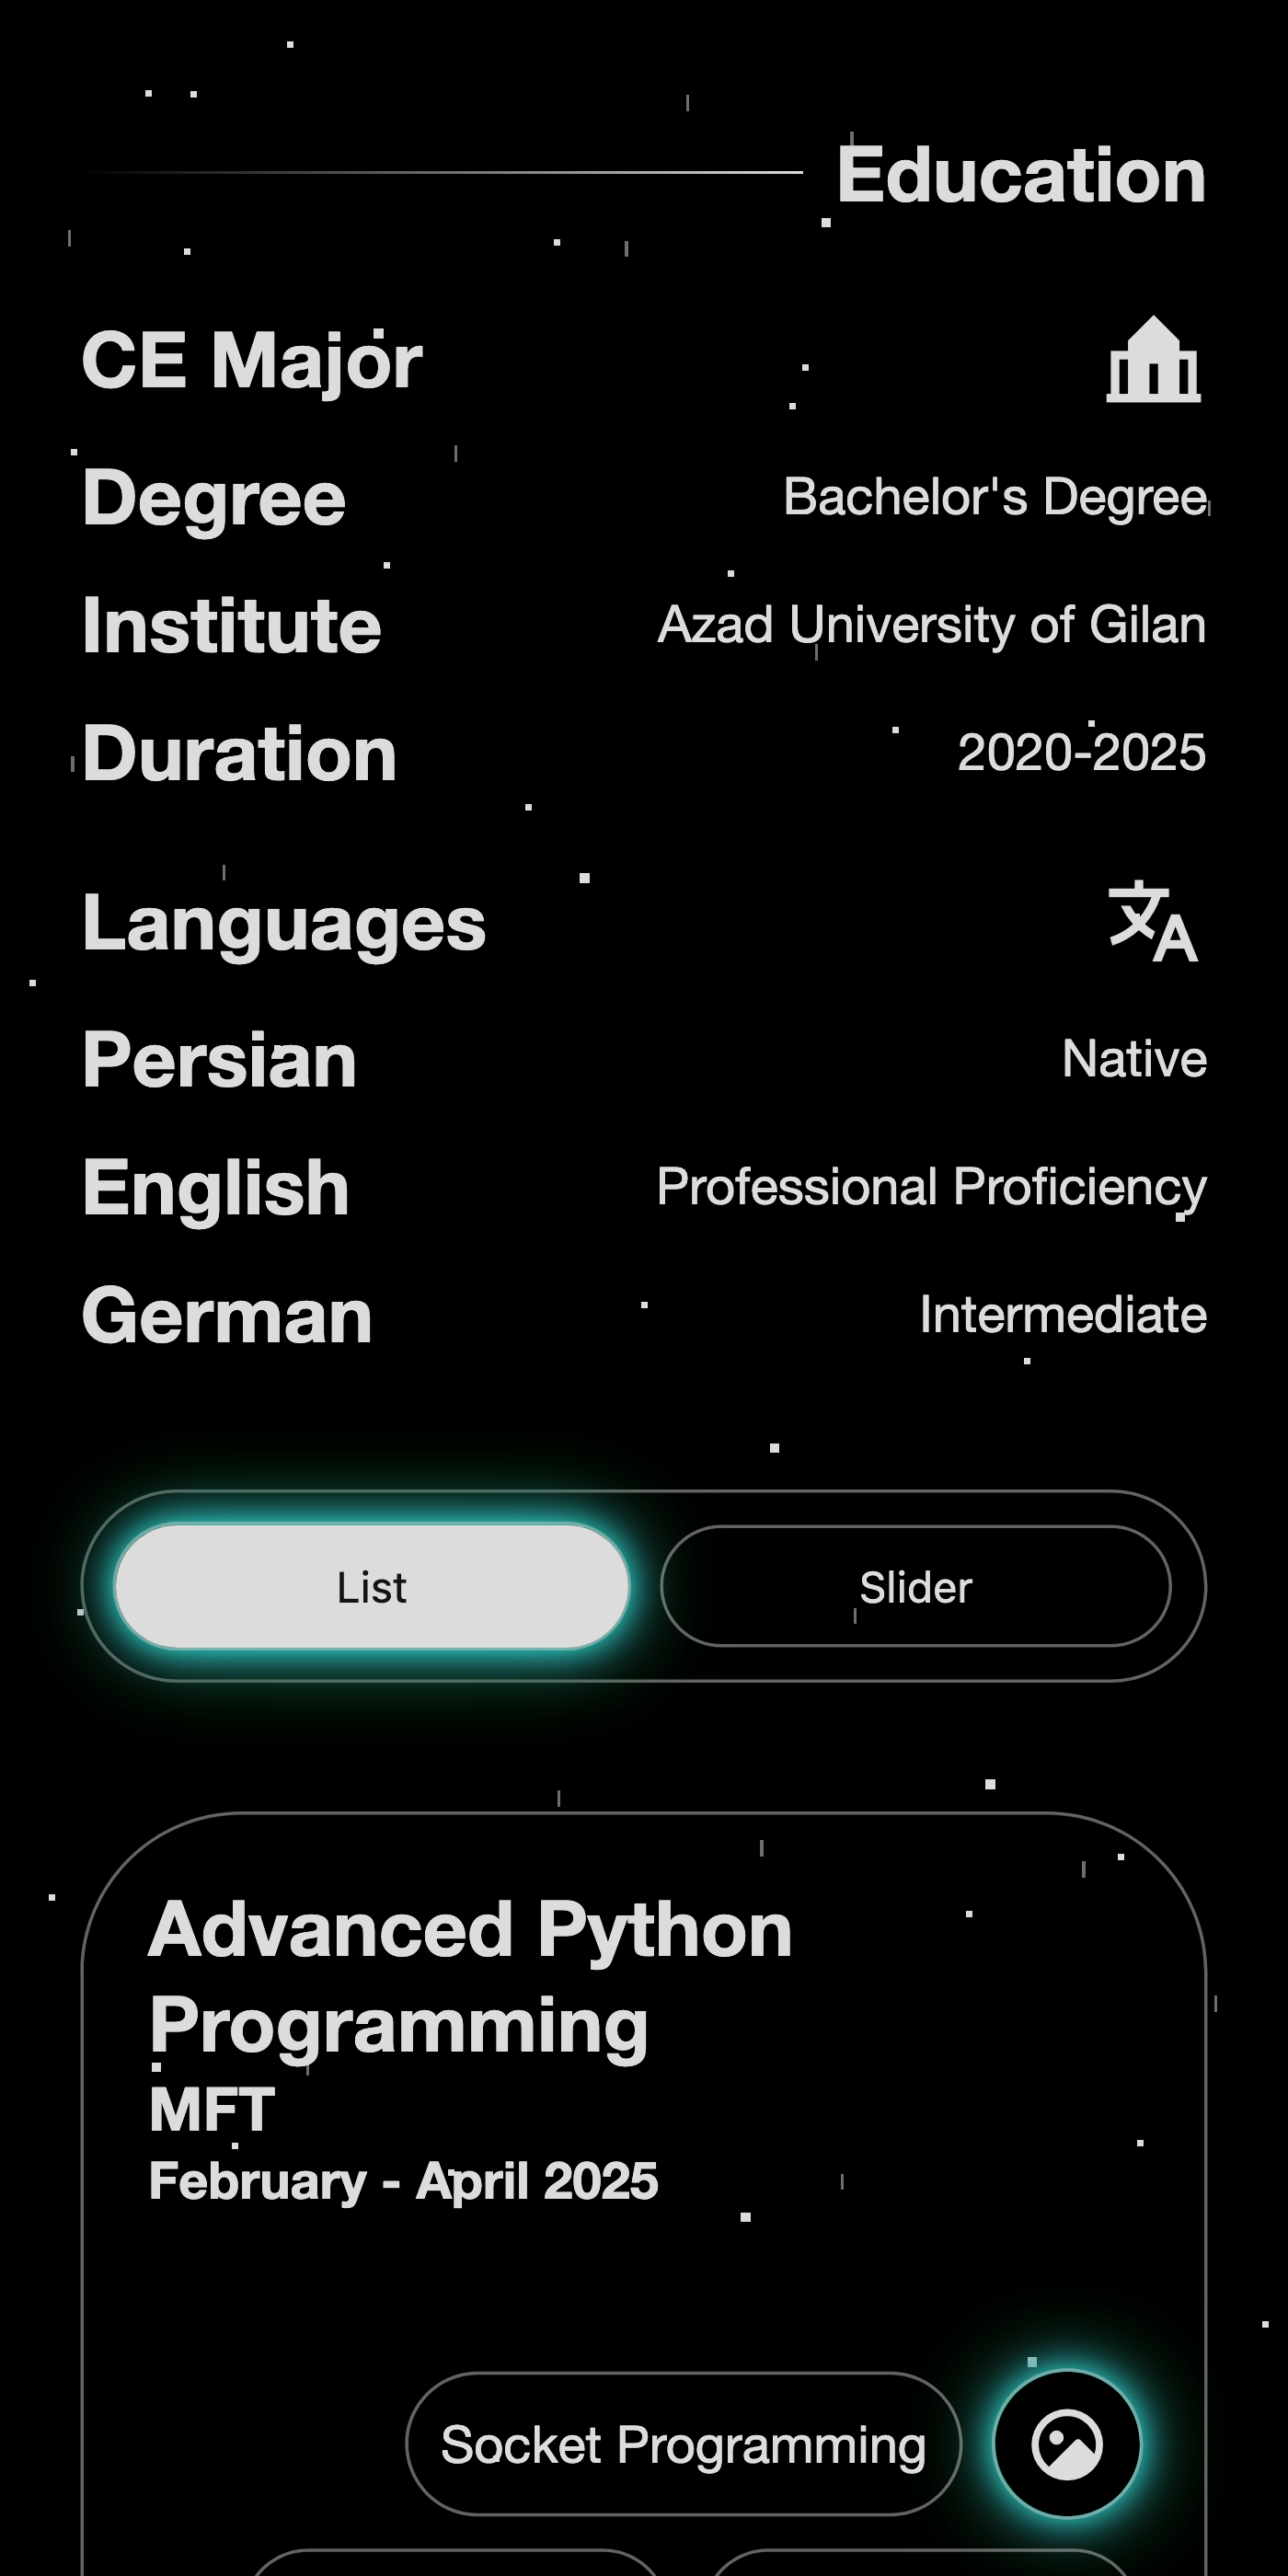 Education
CE Major
Degree Bachelor's Degree
Institute Azad University of Gilan
Duration 2020-2025
Languages
Persian Native
English Professional Proficiency
German Intermediate
List Slider
Advanced Python
Programming
MFT
February - April 2025
Socket Programming